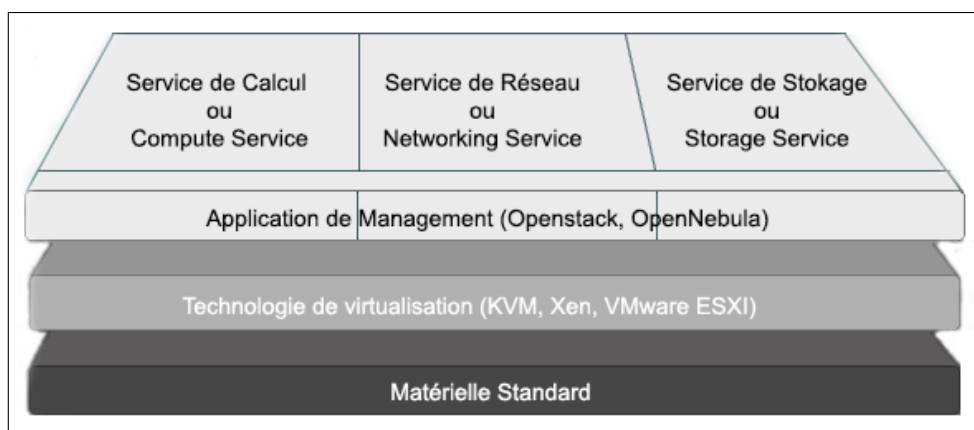 Service de Calcul
ou
Compute Service
Service de Réseau
ou
Networking Service
Service de Stokage
ou
Storage Service
Application de Management (Openstack, OpenNebula)
Technologie de virtualisation (KVM, Xen, VMware ESXI)
Matérielle Standard